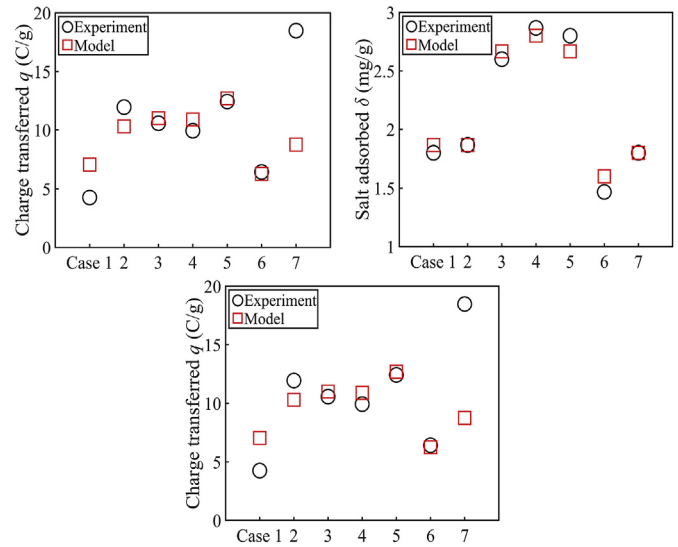 Charge transferred q (C/g)
20
15
10
5
0
Experiment
Model
Case 1 2 3 4 5 6 7
Salt adsorbed δ (mg/g)
3
2.5
2
1.5
1
Experiment
Model
Case 1 2 3 4 5 6 7
Charge transferred q (C/g)
20
15
10
5
0
Experiment
Model
Case 1 2 3 4 5 6 7